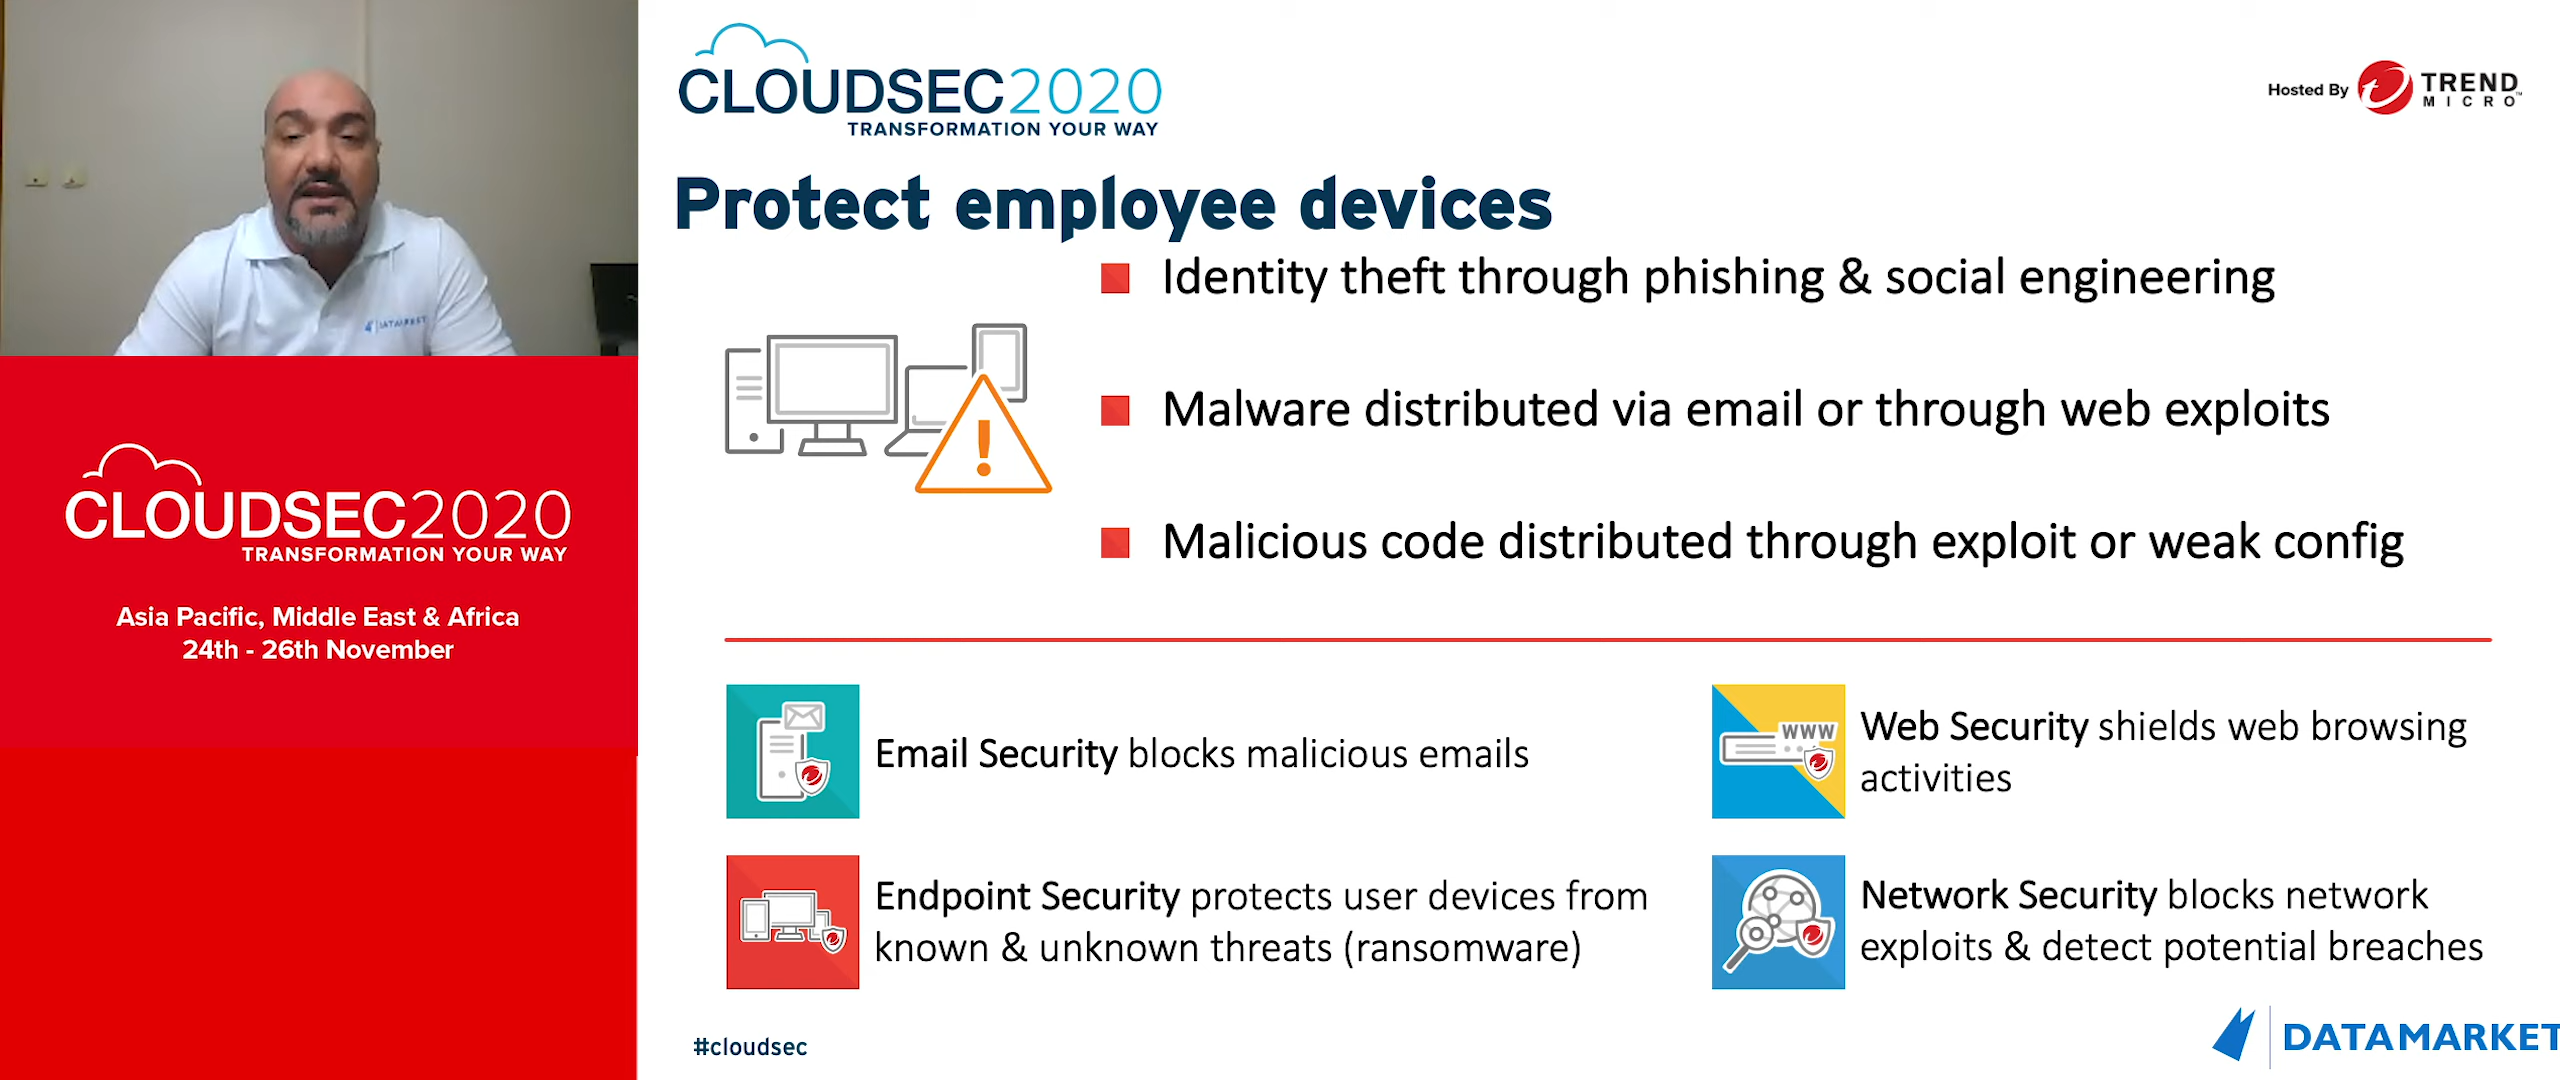 DATAMARKET
CLOUDSEC2020
TRANSFORMATION YOUR WAY
Asia Pacific, Middle East & Africa
24th - 26th November
CLOUDSEC2020
TRANSFORMATION YOUR WAY
Hosted By TREND MICRO™
Protect employee devices
Identity theft through phishing & social engineering
Malware distributed via email or through web exploits
Malicious code distributed through exploit or weak config
Email Security blocks malicious emails
WWW
Web Security shields web browsing
activities
Endpoint Security protects user devices from
known & unknown threats (ransomware)
Network Security blocks network
exploits & detect potential breaches
#cloudsec
DATAMARKET